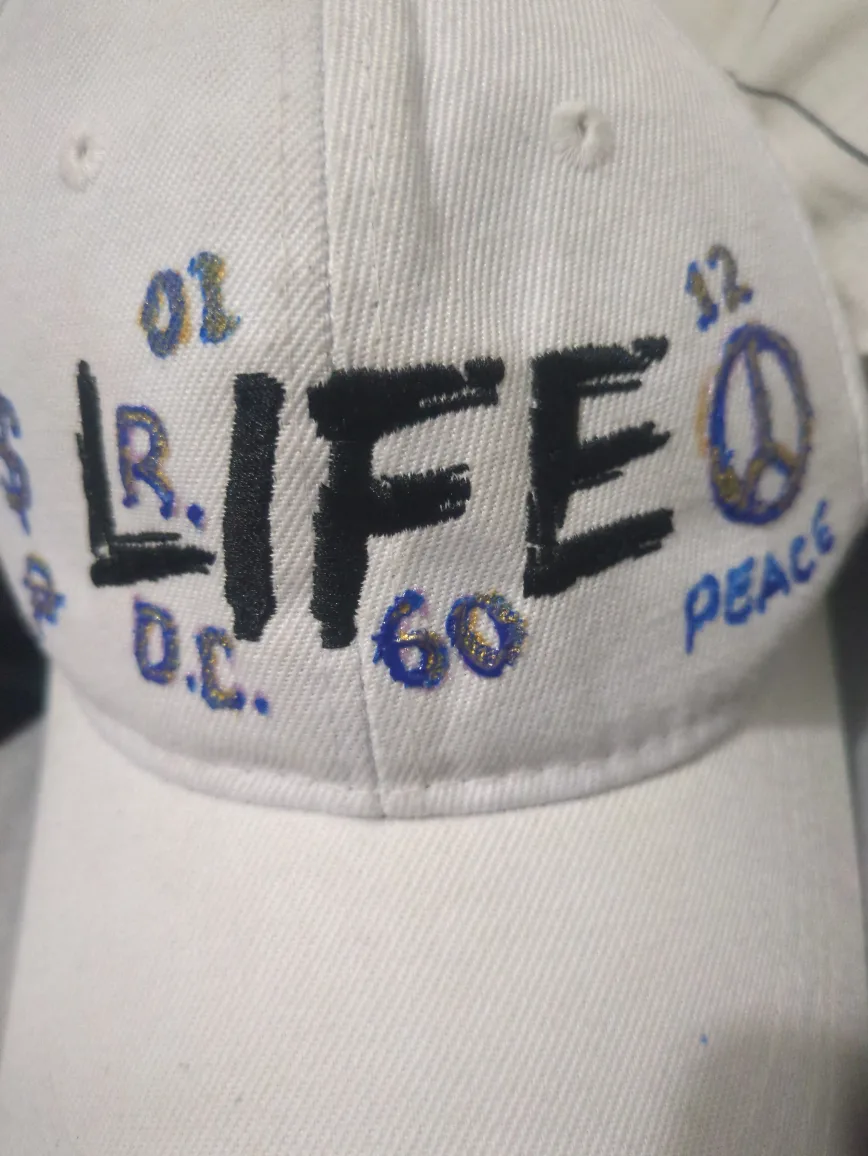 01 12
R. LIFE
D.C. 60 PEACE